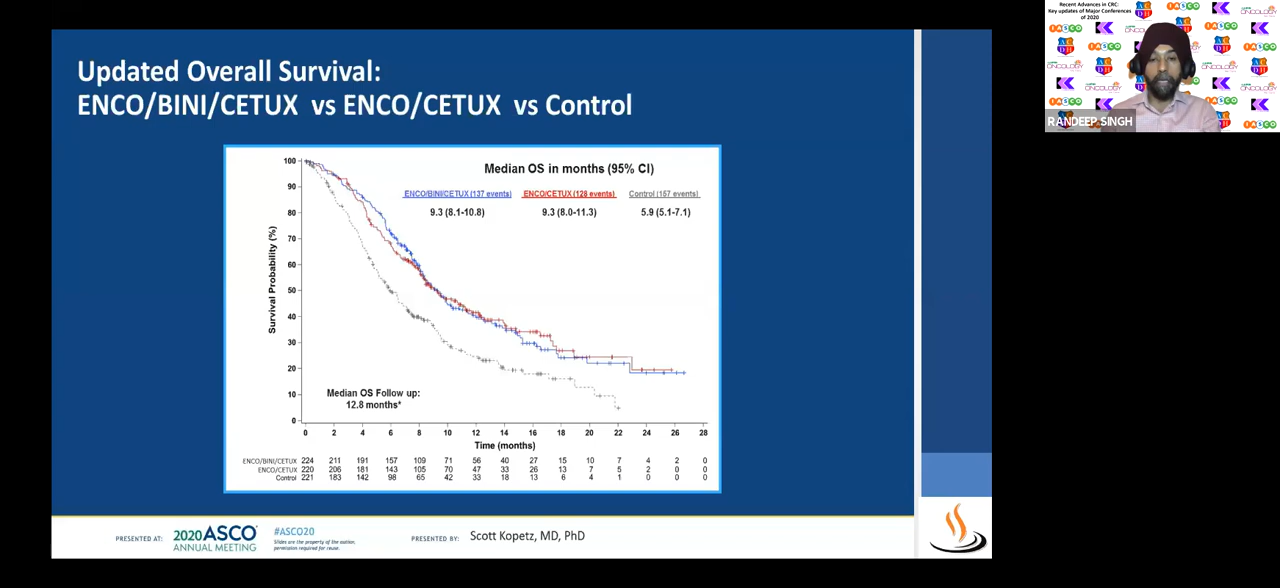 Updated Overall Survival:
ENCO/BINI/CETUX vs ENCO/CETUX vs Control
Median OS in months (95% CI)
ENCO/BINI/CETUX (137 events) ENCO/CETUX (128 events) Control (157 events)
9.3 (8.1-10.8) 9.3 (8.0-11.3) 5.9 (5.1-7.1)
Survival Probability (%)
100
90
80
70
60
50
40
30
20
10
0
Median OS Follow up:
12.8 months*
0 2 4 6 8 10 12 14 16 18 20 22 24 26 28
Time (months)
ENCO/BINI/CETUX 224 211 191 157 109 71 56 40 27 15 10 7 4 2 0
ENCO/CETUX 220 206 181 143 105 70 47 33 26 13 7 5 2 0 0
Control 221 183 142 98 65 42 33 18 13 6 4 1 0 0 0
PRESENTED AT:
2020 ASCO
ANNUAL MEETING
#ASCO20
Slides are the property of the author,
permission required for reuse.
PRESENTED BY: Scott Kopetz, MD, PhD
Recent Advances in CRC:
Key updates of Major Conferences
of 2020
RANDEEP SINGH